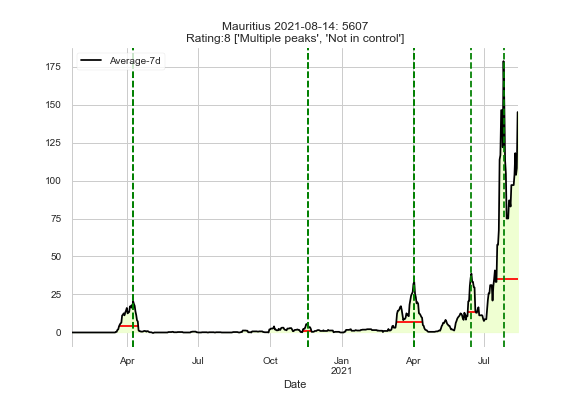 Mauritius 2021-08-14: 5607
Rating:8 ['Multiple peaks', 'Not in control']
Average-7d
175
150
125
100
75
50
25
0
Apr Jul Oct Jan Apr Jul
2021
Date